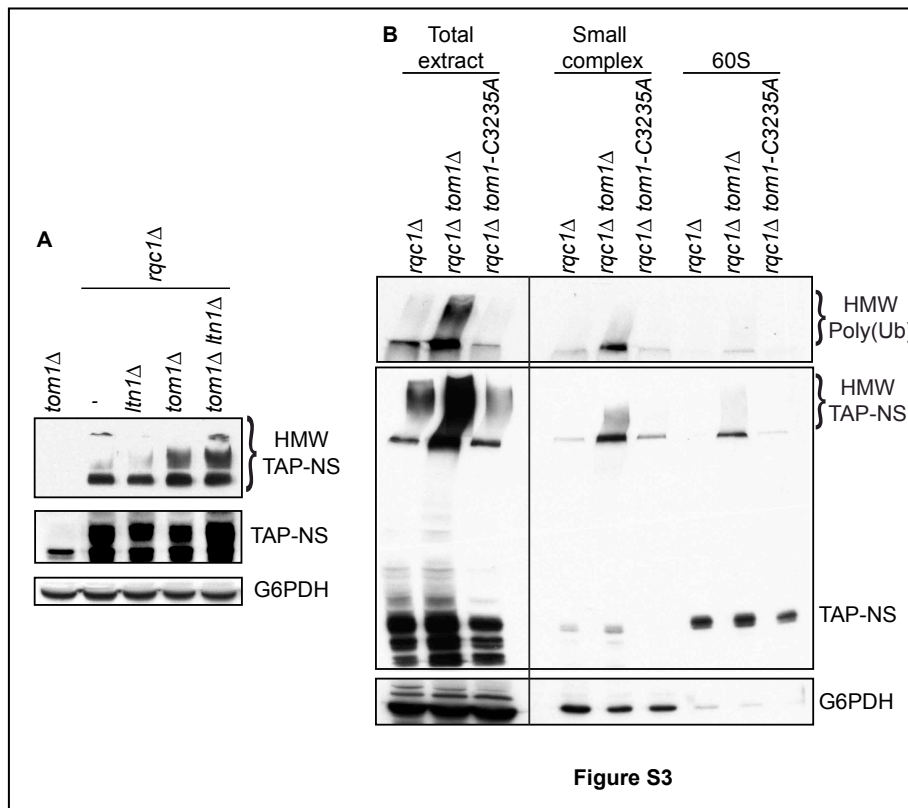 B
Total
extract
Small
complex
60S
rqc1Δ
rqc1Δ tom1Δ
rqc1Δ tom1-C3235A
rqc1Δ
rqc1Δ tom1Δ
rqc1Δ tom1-C3235A
rqc1Δ
rqc1Δ tom1Δ
rqc1Δ tom1-C3235A
HMW
Poly(Ub)
HMW
TAP-NS
TAP-NS
G6PDH
A
rqc1Δ
tom1Δ
-
ltn1Δ
tom1Δ
tom1Δ ltn1Δ
HMW
TAP-NS
TAP-NS
G6PDH
Figure S3